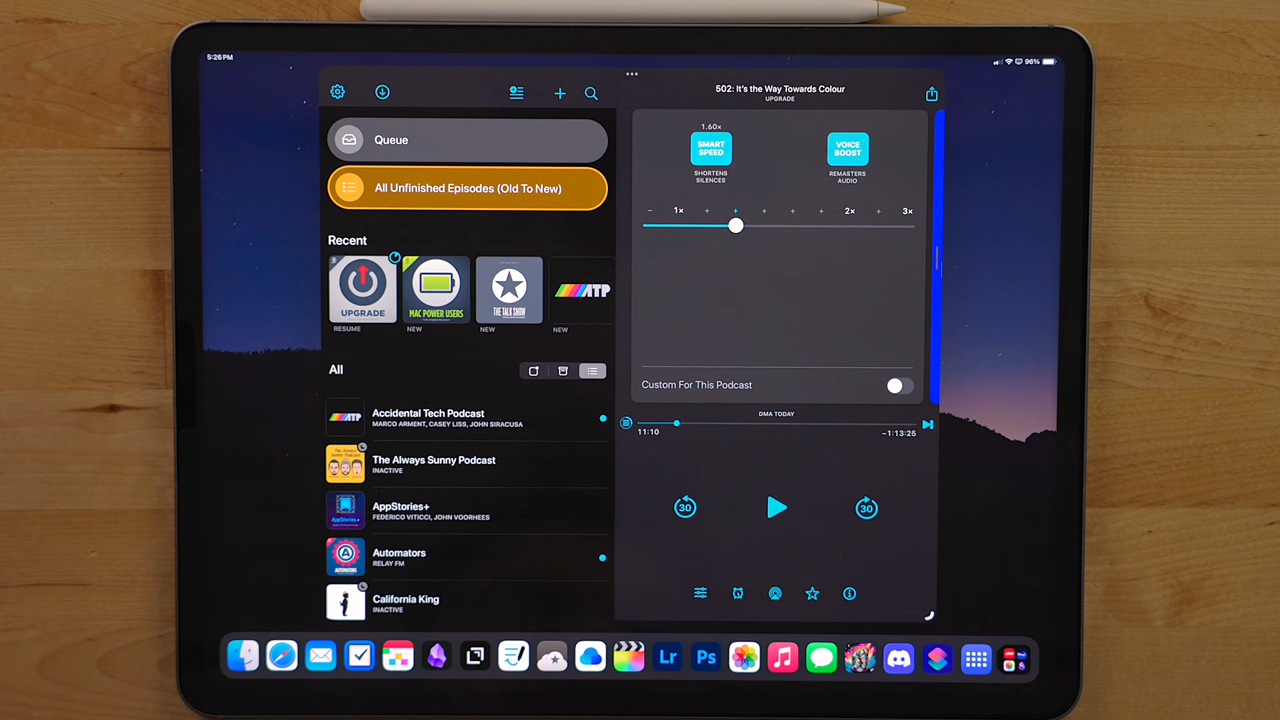 5:26 PM
96%
502: It's the Way Towards Colour
UPGRADE
1.60×
SMART
SPEED
SHORTENS
SILENCES
VOICE
BOOST
REMASTERS
AUDIO
1×
2×
3×
Custom For This Podcast
DMA TODAY
11:10
−1:13:25
30
30
Queue
All Unfinished Episodes (Old To New)
Recent
UPGRADE
RESUME
MAC POWER USERS
NEW
THE TALK SHOW
NEW
ATP
NEW
All
ATP
Accidental Tech Podcast
MARCO ARMENT, CASEY LISS, JOHN SIRACUSA
The Always Sunny Podcast
INACTIVE
AppStories+
AppStories+
FEDERICO VITICCI, JOHN VOORHEES
AUTOMATORS
Automators
RELAY FM
California King
INACTIVE
Lr
Ps